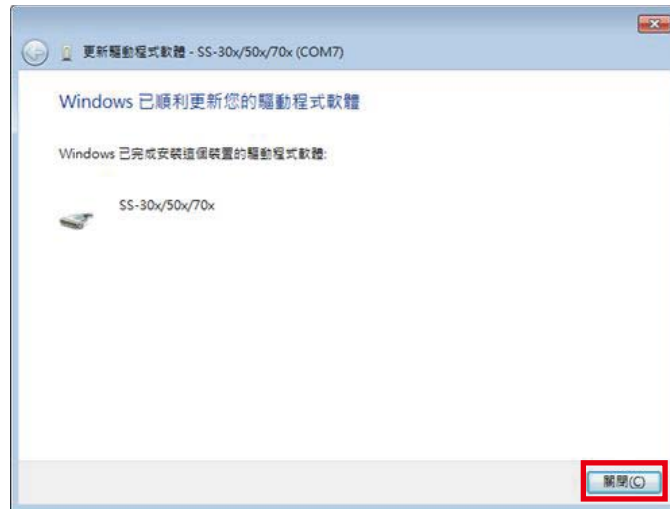 更新驅動程式軟體 - SS-30x/50x/70x (COM7)
Windows 已順利更新您的驅動程式軟體
Windows 已完成安裝這個裝置的驅動程式軟體:
SS-30x/50x/70x
關閉(C)